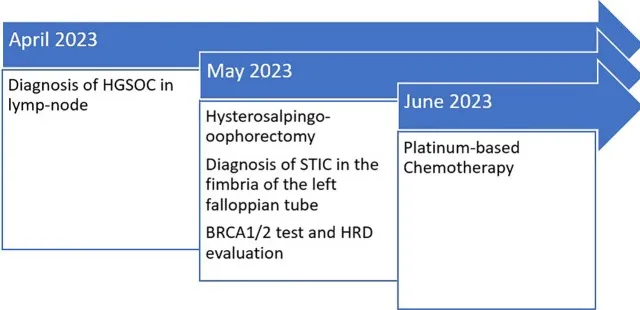 April 2023
Diagnosis of HGSOC in
lymp-node
May 2023
Hysterosalpingo-
oophorectomy
Diagnosis of STIC in the
fimbria of the left
falloppian tube
BRCA1/2 test and HRD
evaluation
June 2023
Platinum-based
Chemotherapy